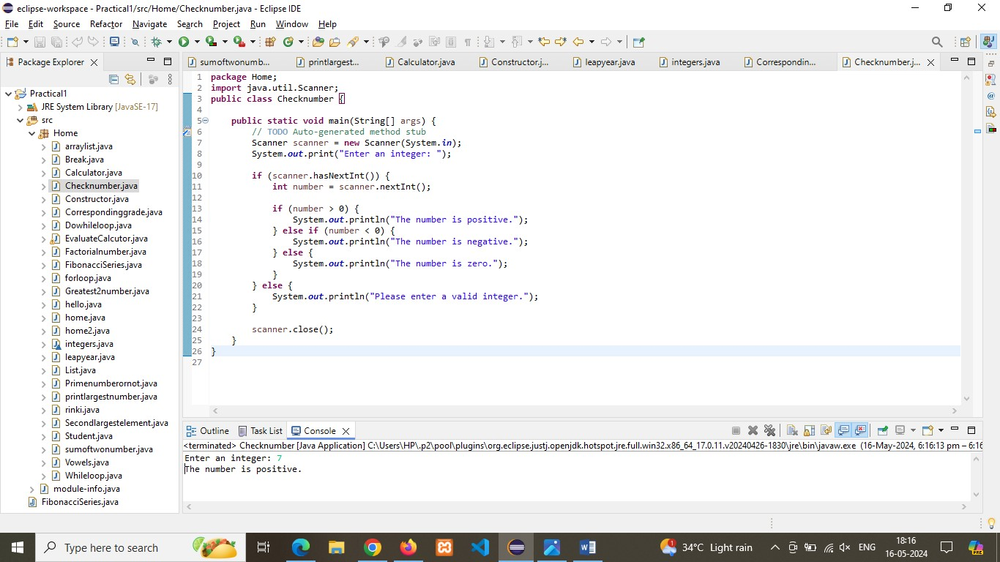 eclipse-workspace - Practical1/src/Home/Checknumber.java - Eclipse IDE
File Edit Source Refactor Navigate Search Project Run Window Help
Package Explorer
sumoftwonumb... printlargest... Calculator.java Constructor.j... leapyear.java integers.java Correspondin... Checknumber.j...
Practical1
JRE System Library [JavaSE-17]
src
Home
arraylist.java
Break.java
Calculator.java
Checknumber.java
Constructor.java
Correspondinggrade.java
Dowhileloop.java
EvaluateCalcutor.java
Factorialnumber.java
FibonacciSeries.java
forloop.java
Greatest2number.java
hello.java
home.java
home2.java
integers.java
leapyear.java
List.java
Primenumberornot.java
printlargestnumber.java
rinki.java
Secondlargestelement.java
Student.java
sumoftwonumber.java
Vowels.java
Whileloop.java
module-info.java
FibonacciSeries.java
1 package Home;
2 import java.util.Scanner;
3 public class Checknumber {
4
5 public static void main(String[] args) {
6 // TODO Auto-generated method stub
7 Scanner scanner = new Scanner(System.in);
8 System.out.print("Enter an integer: ");
9
10 if (scanner.hasNextInt()) {
11 int number = scanner.nextInt();
12
13 if (number > 0) {
14 System.out.println("The number is positive.");
15 } else if (number < 0) {
16 System.out.println("The number is negative.");
17 } else {
18 System.out.println("The number is zero.");
19 }
20 } else {
21 System.out.println("Please enter a valid integer.");
22 }
23
24 scanner.close();
25 }
26 }
27
Outline Task List Console
<terminated> Checknumber [Java Application] C:\Users\HP\.p2\pool\plugins\org.eclipse.justj.openjdk.hotspot.jre.full.win32.x86_64_17.0.11.v20240426-1830\jre\bin\javaw.exe (16-May-2024, 6:16:13 pm – 6:16
Enter an integer: 7
The number is positive.
Type here to search
34°C Light rain
ENG
18:16
16-05-2024